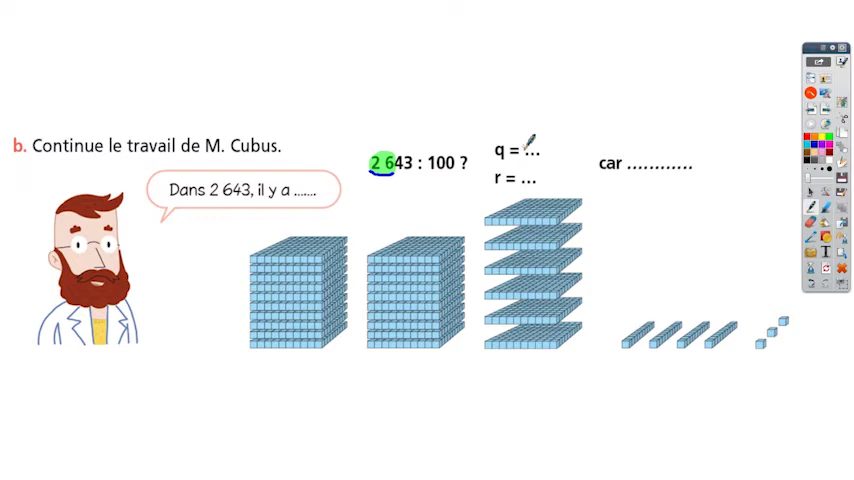 b. Continue le travail de M. Cubus.
Dans 2 643, il y a .......
2 643 : 100 ?
q = ...
r = ...
car ............